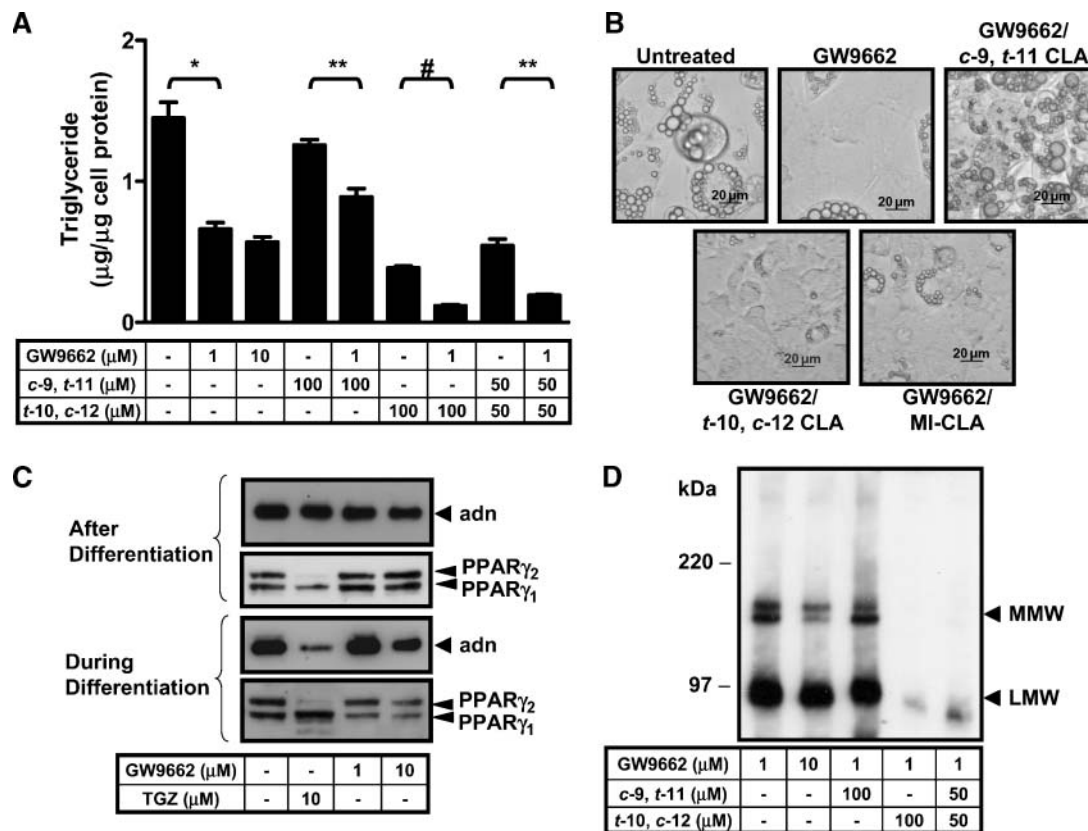 A
Triglyceride
(μg/μg cell protein)
2
1
0
* ** # **
GW9662 (μM) - 1 10 - 1 - 1 - 1
c-9, t-11 (μM) - - - 100 100 - - 50 50
t-10, c-12 (μM) - - - - - 100 100 50 50
B
Untreated
GW9662
GW9662/
c-9, t-11 CLA
20 μm
20 μm
20 μm
20 μm
20 μm
GW9662/
t-10, c-12 CLA
GW9662/
MI-CLA
C
After
Differentiation
adn
PPARγ2
PPARγ1
During
Differentiation
adn
PPARγ2
PPARγ1
GW9662 (μM) - - 1 10
TGZ (μM) - 10 - -
D
kDa
220 –
97 –
MMW
LMW
GW9662 (μM) 1 10 1 1 1
c-9, t-11 (μM) - - 100 - 50
t-10, c-12 (μM) - - - 100 50